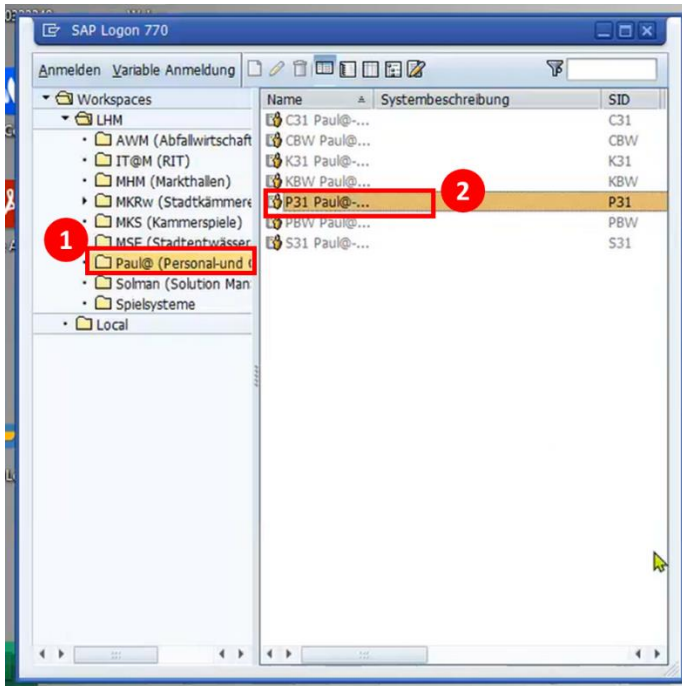 SAP Logon 770
Anmelden Variable Anmeldung
Workspaces
LHM
AWM (Abfallwirtschaft
IT@M (RIT)
MHM (Markthallen)
MKRw (Stadtkämmere
MKS (Kammerspiele)
1
MSE (Stadtentwässer
Paul@ (Personal-und
Solman (Solution Man
Spielsysteme
Local
Name Systembeschreibung SID
C31 Paul@-... C31
CBW Paul@-... CBW
K31 Paul@-... K31
KBW Paul@-... KBW
2
P31 Paul@-... P31
PBW Paul@-... PBW
S31 Paul@-... S31